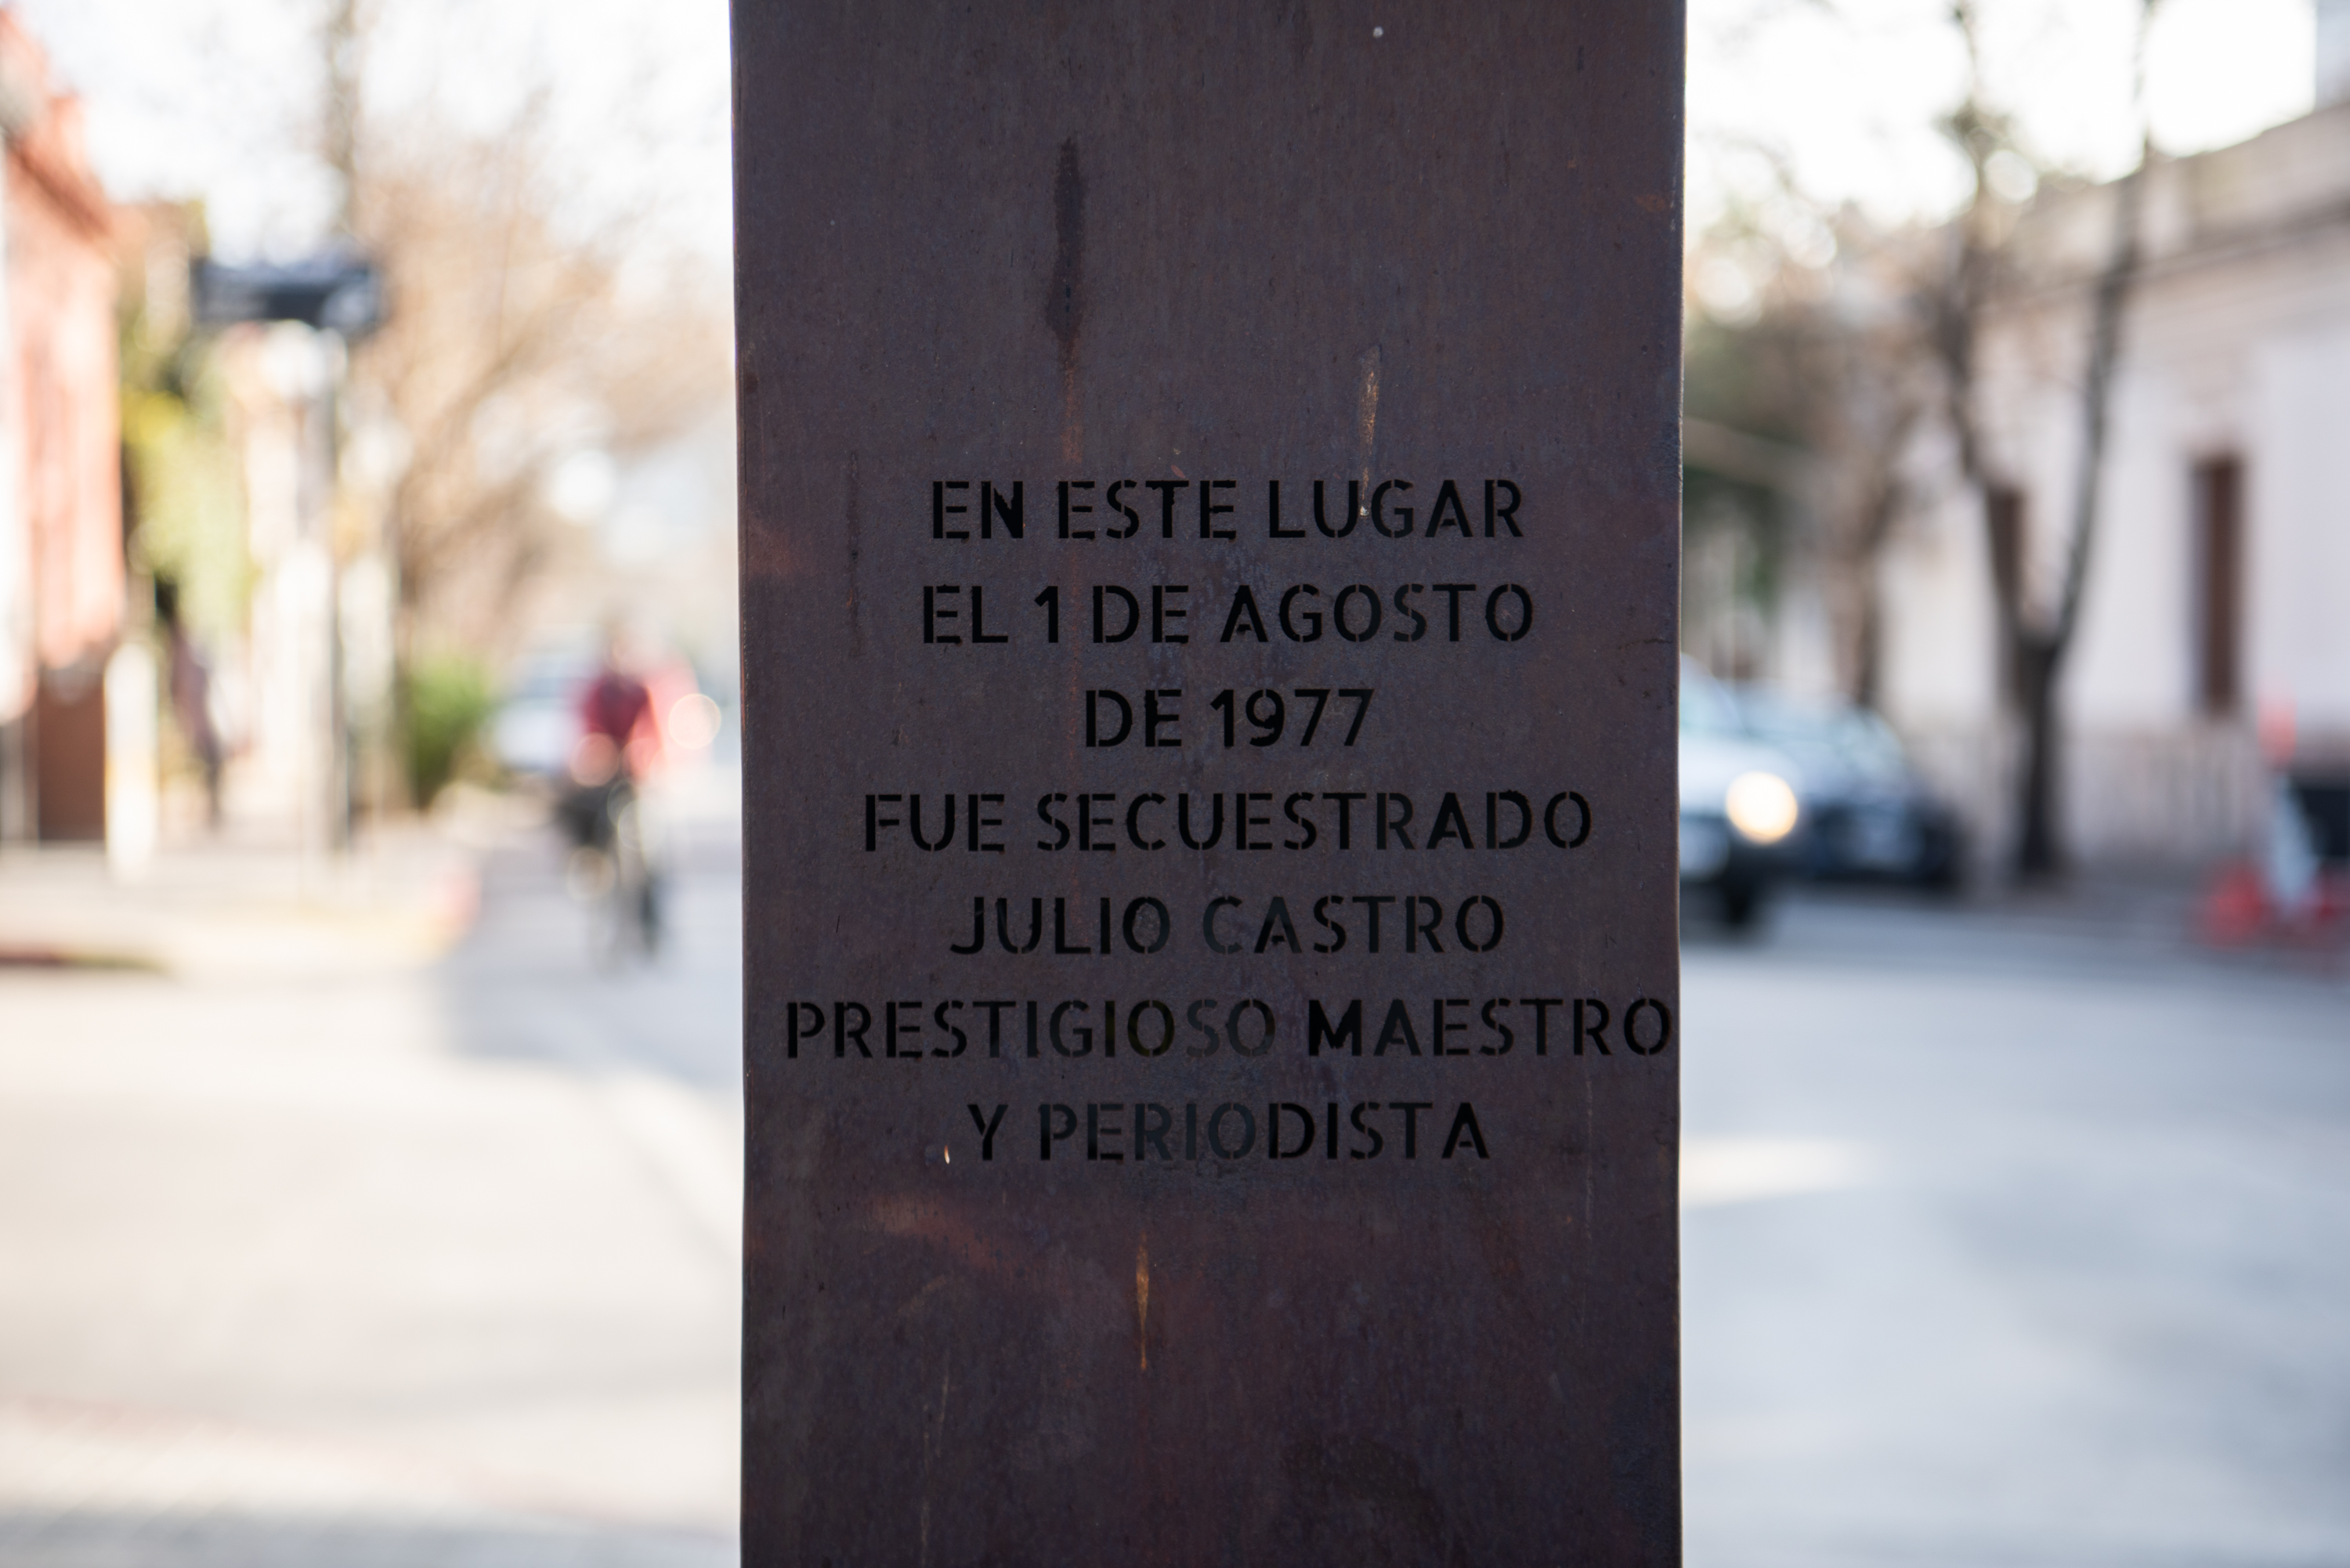 EN ESTE LUGAR
EL 1 DE AGOSTO
DE 1977
FUE SECUESTRADO
JULIO CASTRO
PRESTIGIOSO MAESTRO
Y PERIODISTA